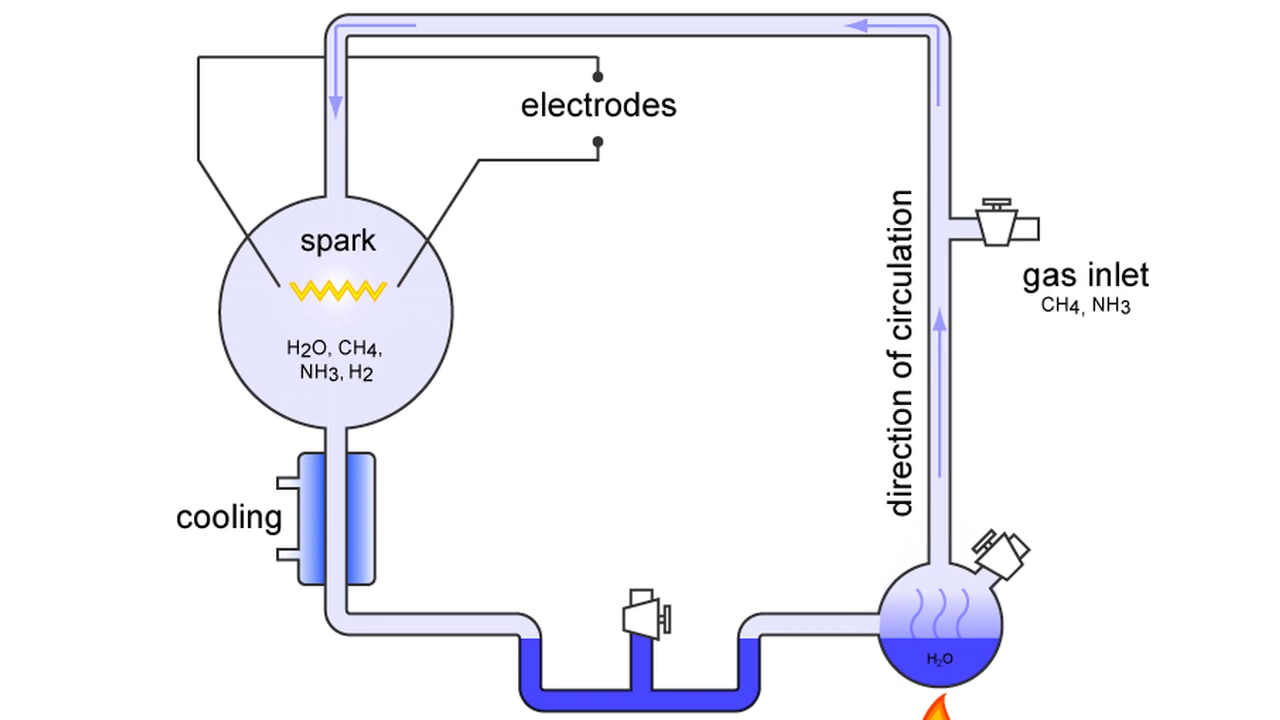 electrodes
spark
H2O, CH4,
NH3, H2
direction of circulation
gas inlet
CH4, NH3
cooling
H2O